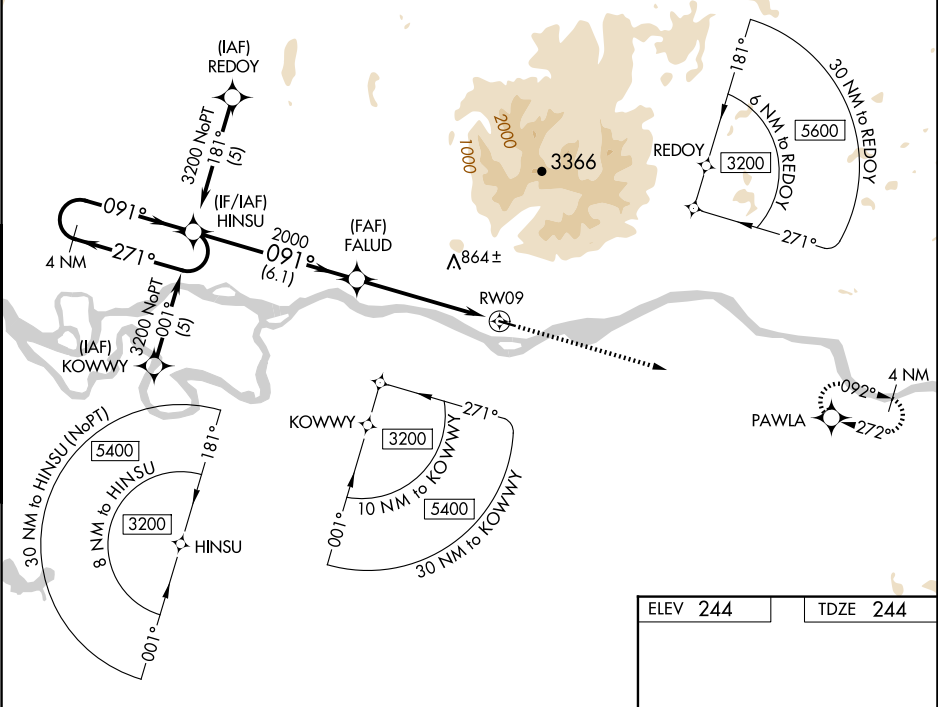 (IAF)
REDOY
3200 NoPT
181°
(5)
(IF/IAF)
HINSU
091°
271°
4 NM
2000
091°
(6.1)
(FAF)
FALUD
3200 NoPT
001°
(5)
(IAF)
KOWWY
1000
2000
3366
864±
RW09
181°
30 NM to REDOY
6 NM to REDOY
5600
REDOY
3200
271°
4 NM
092°
PAWLA
272°
30 NM to HINSU (NoPT)
5400
181°
8 NM to HINSU
3200
HINSU
001°
KOWWY
271°
3200
10 NM to KOWWY
5400
001°
30 NM to KOWWY
ELEV 244
TDZE 244